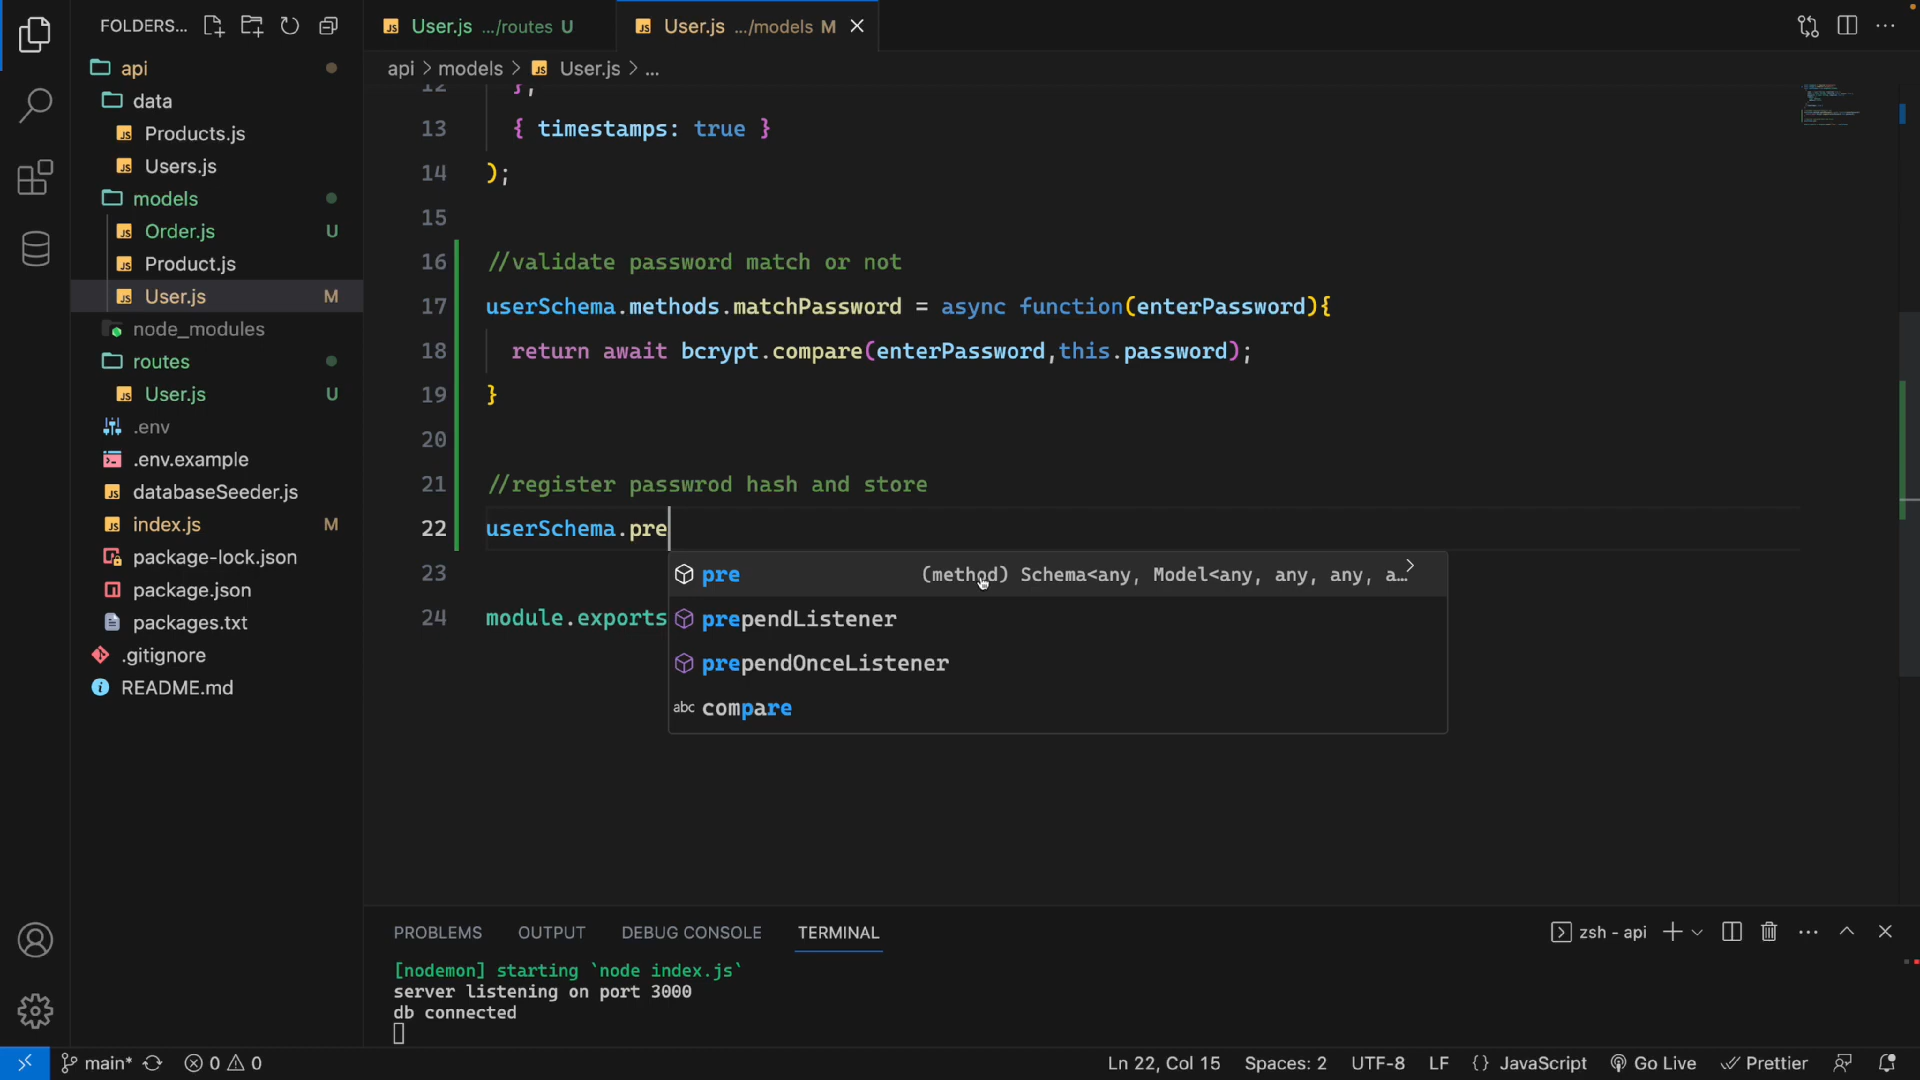 FOLDERS...
api
data
Products.js
Users.js
models
Order.js U
Product.js
User.js M
node_modules
routes
User.js U
.env
.env.example
databaseSeeder.js
index.js M
package-lock.json
package.json
packages.txt
.gitignore
README.md
User.js .../routes U
User.js .../models M
api > models > User.js > ...
12 },
13 { timestamps: true }
14 );
15
16 //validate password match or not
17 userSchema.methods.matchPassword = async function(enterPassword){
18 return await bcrypt.compare(enterPassword,this.password);
19 }
20
21 //register passwrod hash and store
22 userSchema.pre
23
24 module.exports
pre (method) Schema<any, Model<any, any, any, a...
prependListener
prependOnceListener
abc compare
PROBLEMS OUTPUT DEBUG CONSOLE TERMINAL
zsh - api
[nodemon] starting `node index.js`
server listening on port 3000
db connected
main* 0 0
Ln 22, Col 15 Spaces: 2 UTF-8 LF {} JavaScript Go Live Prettier